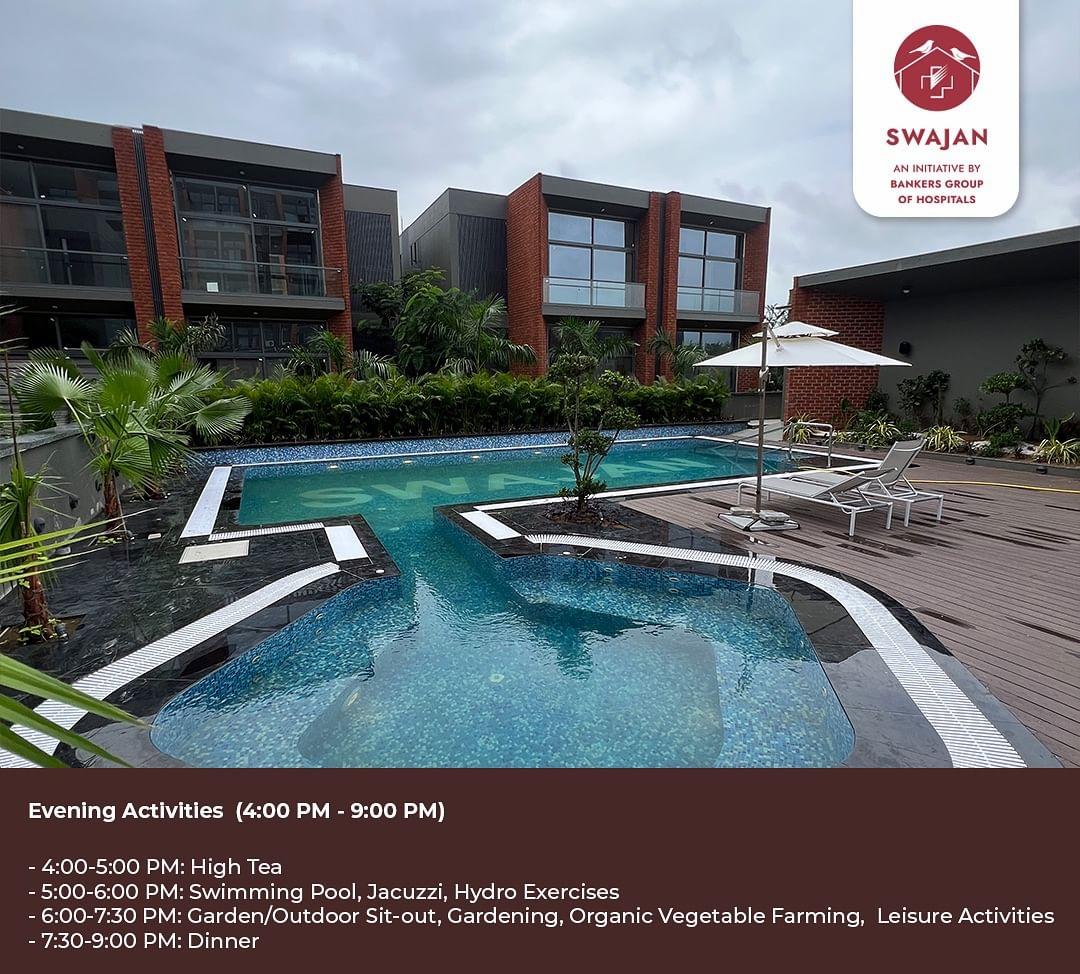 SWAJAN
AN INITIATIVE BY
BANKERS GROUP
OF HOSPITALS
SWAJAN
Evening Activities  (4:00 PM - 9:00 PM)
- 4:00-5:00 PM: High Tea
- 5:00-6:00 PM: Swimming Pool, Jacuzzi, Hydro Exercises
- 6:00-7:30 PM: Garden/Outdoor Sit-out, Gardening, Organic Vegetable Farming,  Leisure Activities
- 7:30-9:00 PM: Dinner